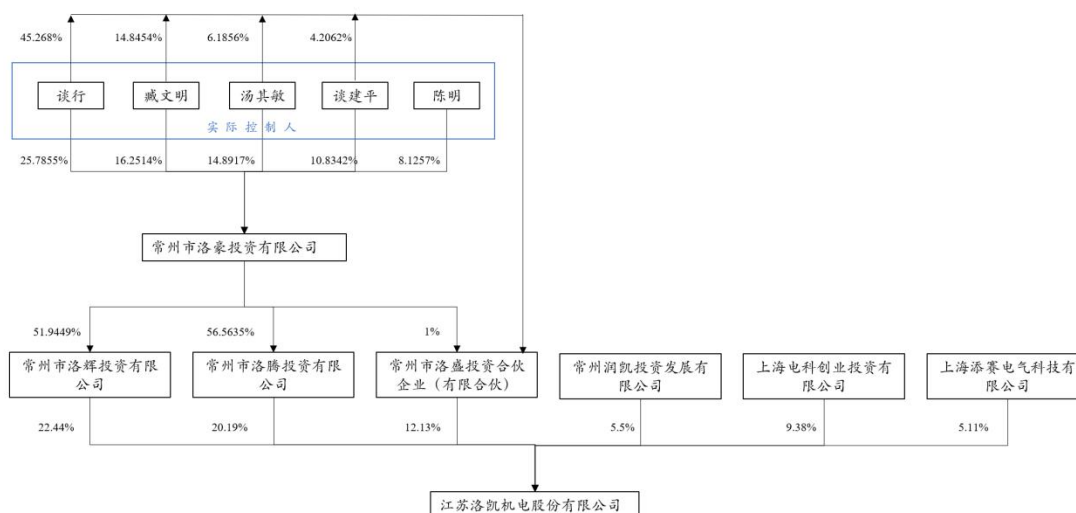 45.268%
14.8454%
6.1856%
4.2062%
谈行
臧文明
汤其敏
谈建平
陈明
实际控制人
25.7855%
16.2514%
14.8917%
10.8342%
8.1257%
常州市洛豪投资有限公司
51.9449%
56.5635%
1%
常州市洛辉投资有限公
司
常州市洛腾投资有限公
司
常州市洛盛投资合伙
企业（有限合伙）
常州润凯投资发展有
限公司
上海电科创业投资有
限公司
上海添赛电气科技有
限公司
22.44%
20.19%
12.13%
5.5%
9.38%
5.11%
江苏洛凯机电股份有限公司